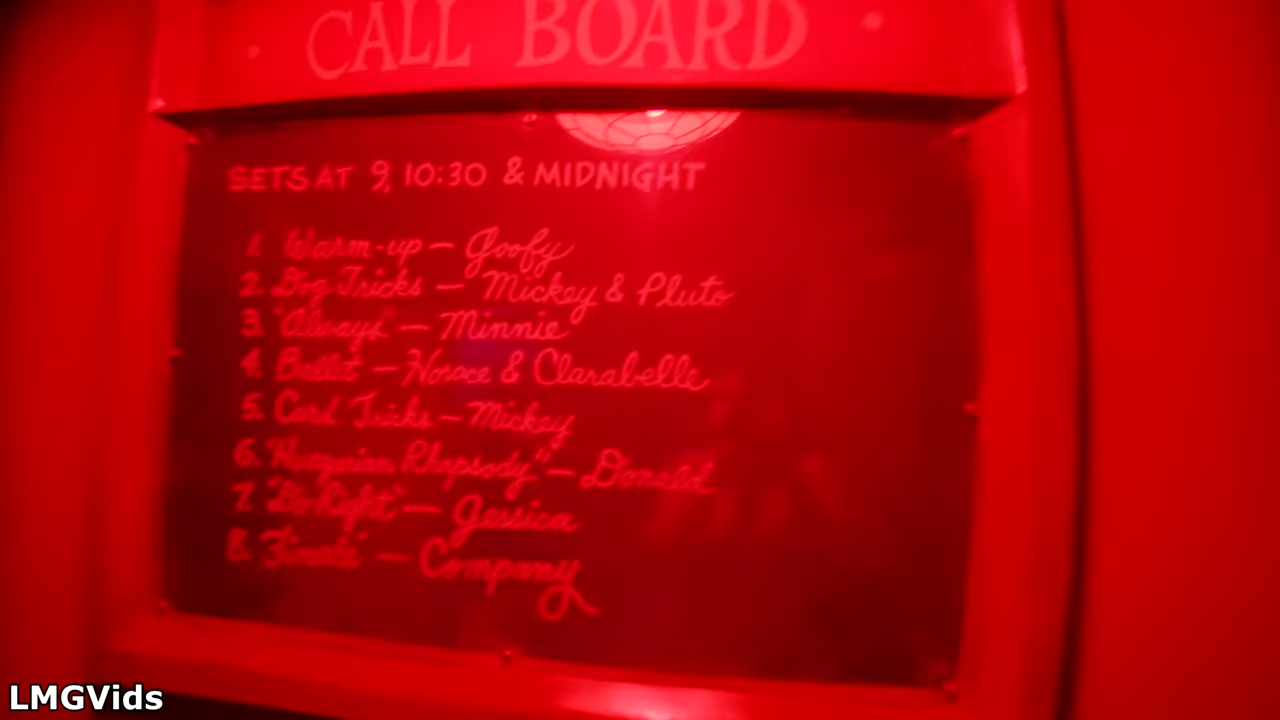 CALL BOARD
SETS AT 9, 10:30 & MIDNIGHT
1. Warm-up — Goofy
2. Dog Tricks — Mickey & Pluto
3. "Always" — Minnie
4. Ballet — Horace & Clarabelle
5. Card Tricks — Mickey
6. "Hungarian Rhapsody" — Donald
7. "Do Right" — Jessica
8. "Finale" — Company
LMGVids